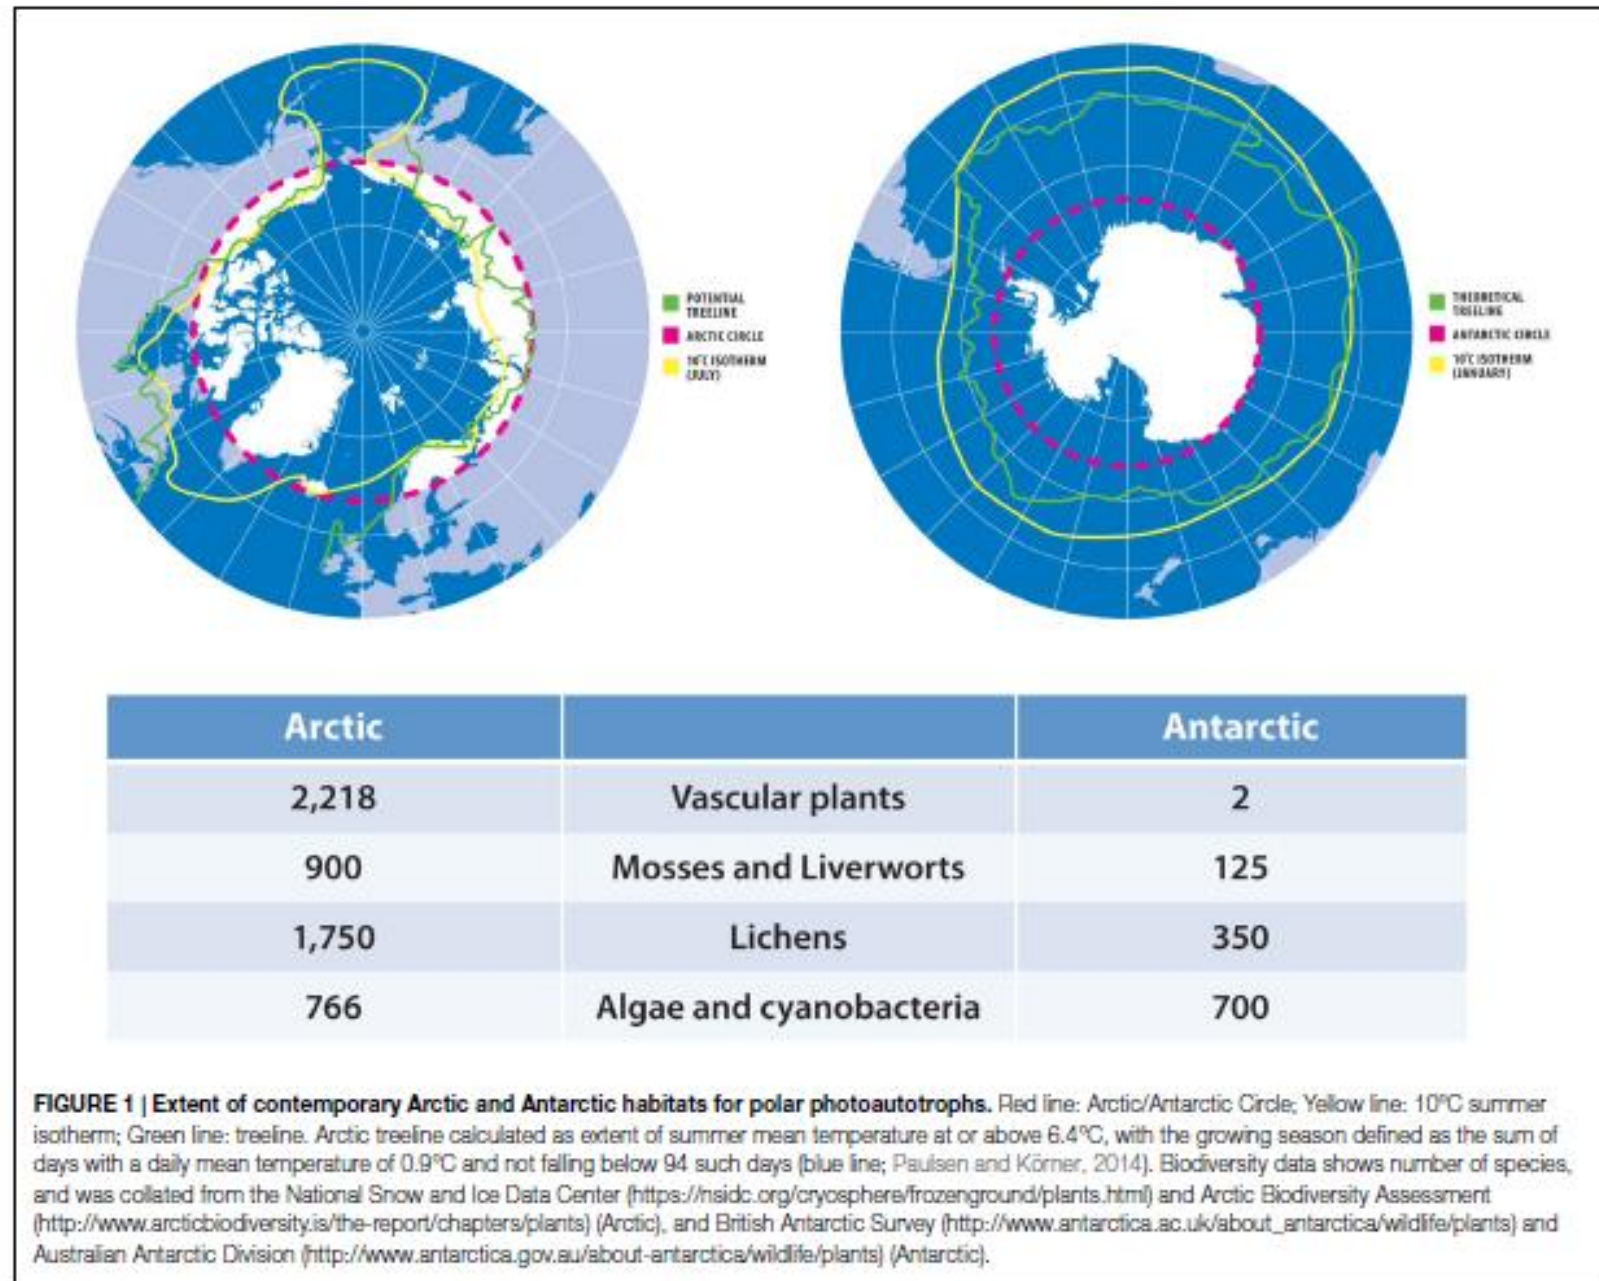 POTENTIAL
TREELINE
ARCTIC CIRCLE
10°C ISOTHERM
(JULY)
THEORETICAL
TREELINE
ANTARCTIC CIRCLE
10°C ISOTHERM
(JANUARY)
Arctic Antarctic
2,218 Vascular plants 2
900 Mosses and Liverworts 125
1,750 Lichens 350
766 Algae and cyanobacteria 700
FIGURE 1 | Extent of contemporary Arctic and Antarctic habitats for polar photoautotrophs. Red line: Arctic/Antarctic Circle; Yellow line: 10°C summer
isotherm; Green line: treeline. Arctic treeline calculated as extent of summer mean temperature at or above 6.4°C, with the growing season defined as the sum of
days with a daily mean temperature of 0.9°C and not falling below 94 such days (blue line; Paulsen and Körner, 2014). Biodiversity data shows number of species,
and was collated from the National Snow and Ice Data Center (https://nsidc.org/cryosphere/frozenground/plants.html) and Arctic Biodiversity Assessment
(http://www.arcticbiodiversity.is/the-report/chapters/plants) (Arctic), and British Antarctic Survey (http://www.antarctica.ac.uk/about_antarctica/wildlife/plants) and
Australian Antarctic Division (http://www.antarctica.gov.au/about-antarctica/wildlife/plants) (Antarctic).